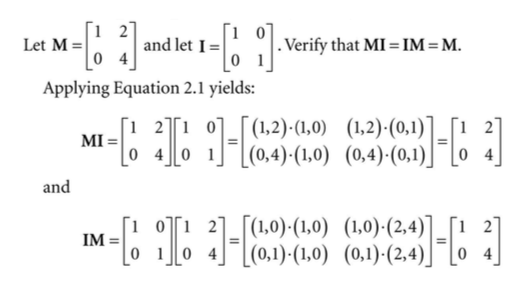 Let M = [1 2; 0 4] and let I = [1 0; 0 1]. Verify that MI = IM = M.
Applying Equation 2.1 yields:
MI = [1 2; 0 4][1 0; 0 1] = [(1,2)·(1,0) (1,2)·(0,1); (0,4)·(1,0) (0,4)·(0,1)] = [1 2; 0 4]
and
IM = [1 0; 0 1][1 2; 0 4] = [(1,0)·(1,0) (1,0)·(2,4); (0,1)·(1,0) (0,1)·(2,4)] = [1 2; 0 4]